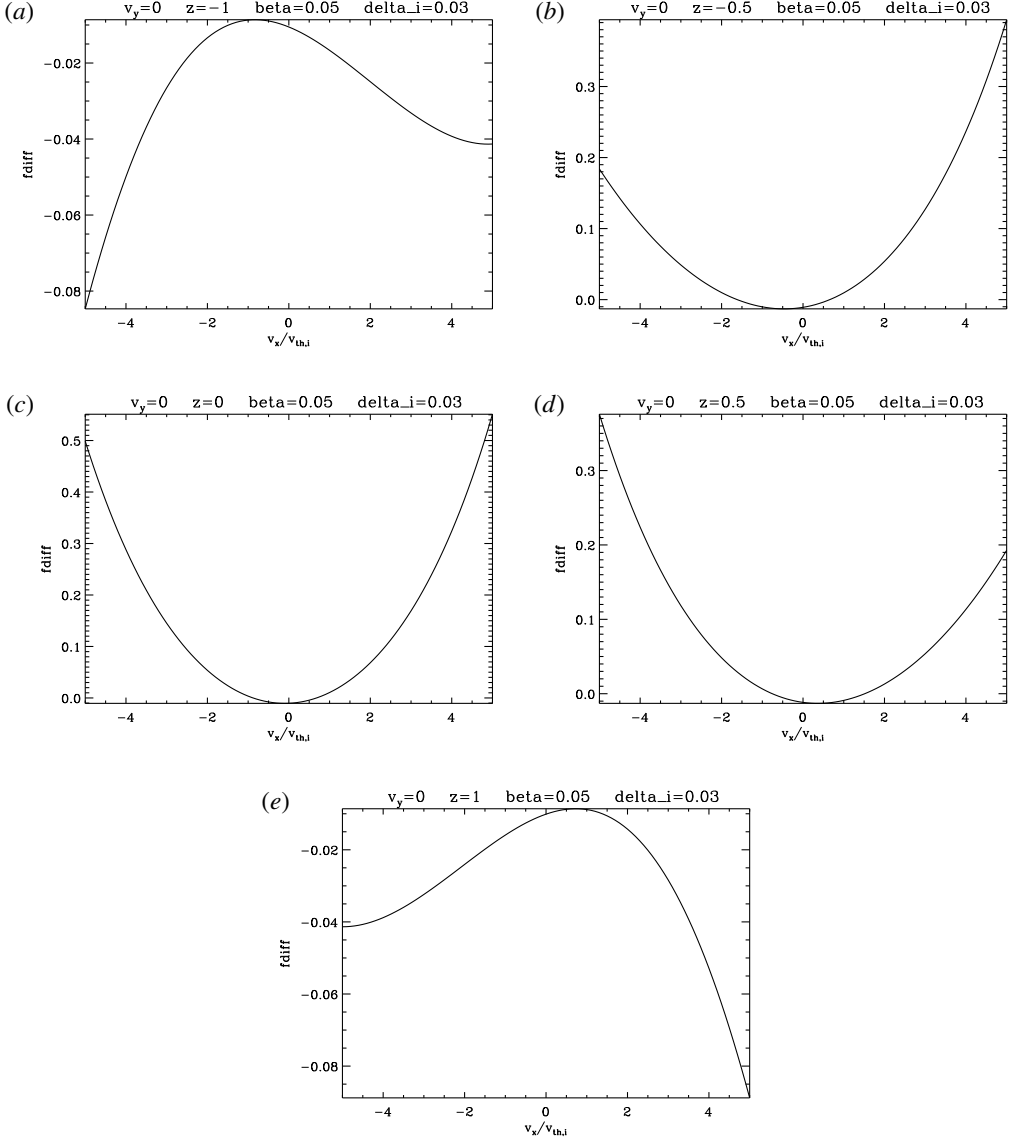 (a)
v_y=0 z=−1 beta=0.05 delta_i=0.03
−0.02
−0.04
−0.06
−0.08
fdiff
−4 −2 0 2 4
v_x/v_th,i
(b)
v_y=0 z=−0.5 beta=0.05 delta_i=0.03
0.3
0.2
0.1
0.0
fdiff
−4 −2 0 2 4
v_x/v_th,i
(c)
v_y=0 z=0 beta=0.05 delta_i=0.03
0.5
0.4
0.3
0.2
0.1
0.0
fdiff
−4 −2 0 2 4
v_x/v_th,i
(d)
v_y=0 z=0.5 beta=0.05 delta_i=0.03
0.3
0.2
0.1
0.0
fdiff
−4 −2 0 2 4
v_x/v_th,i
(e)
v_y=0 z=1 beta=0.05 delta_i=0.03
−0.02
−0.04
−0.06
−0.08
fdiff
−4 −2 0 2 4
v_x/v_th,i